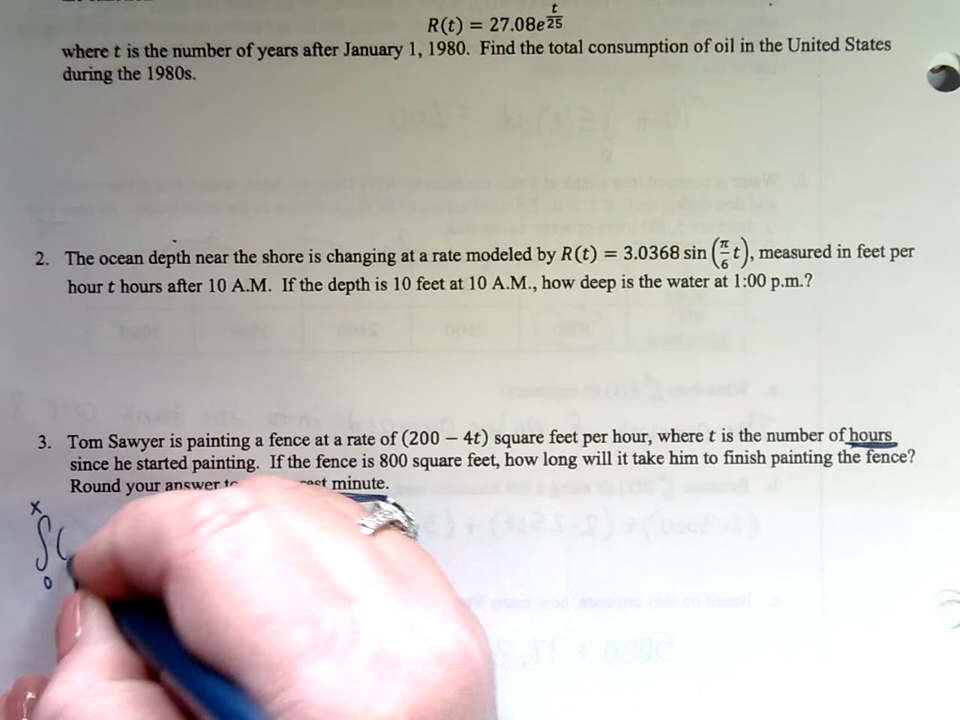 R(t) = 27.08e^{\frac{t}{25}}
where t is the number of years after January 1, 1980. Find the total consumption of oil in the United States
during the 1980s.
2. The ocean depth near the shore is changing at a rate modeled by R(t) = 3.0368 sin (\frac{π}{6}t), measured in feet per
hour t hours after 10 A.M. If the depth is 10 feet at 10 A.M., how deep is the water at 1:00 p.m.?
3. Tom Sawyer is painting a fence at a rate of (200 − 4t) square feet per hour, where t is the number of hours
since he started painting. If the fence is 800 square feet, how long will it take him to finish painting the fence?
Round your answer minute.
x
∫(
0